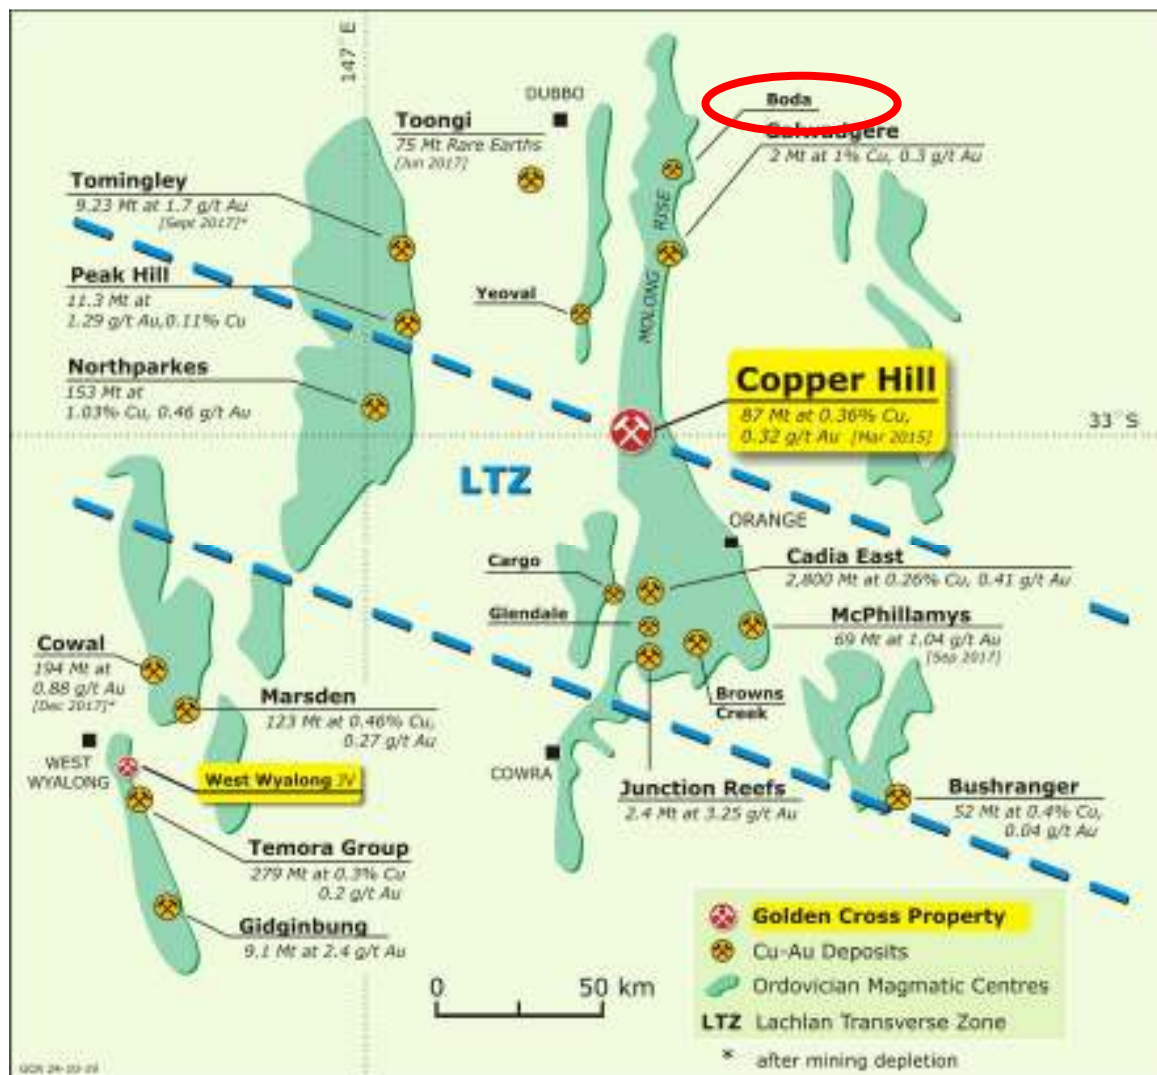 147° E
DUBBO
Boda
Toongi
75 Mt Rare Earths
[Jun 2017]
Galwadgere
2 Mt at 1% Cu, 0.3 g/t Au
Tomingley
9.23 Mt at 1.7 g/t Au
[Sept 2017]*
MOLONG RISE
Peak Hill
11.3 Mt at
1.29 g/t Au,0.11% Cu
Yeoval
Northparkes
153 Mt at
1.03% Cu, 0.46 g/t Au
Copper Hill
87 Mt at 0.36% Cu,
0.32 g/t Au [Mar 2015]
33° S
LTZ
ORANGE
Cargo
Cadia East
2,800 Mt at 0.26% Cu, 0.41 g/t Au
Glendale
McPhillamys
69 Mt at 1.04 g/t Au
[Sep 2017]
Cowal
194 Mt at
0.88 g/t Au
[Dec 2017]*
Marsden
123 Mt at 0.46% Cu,
0.27 g/t Au
Browns
Creek
WEST
WYALONG
West Wyalong JV
COWRA
Junction Reefs
2.4 Mt at 3.25 g/t Au
Bushranger
52 Mt at 0.4% Cu,
0.04 g/t Au
Temora Group
279 Mt at 0.3% Cu
0.2 g/t Au
Gidginbung
9.1 Mt at 2.4 g/t Au
0 50 km
Golden Cross Property
Cu-Au Deposits
Ordovician Magmatic Centres
LTZ Lachlan Transverse Zone
* after mining depletion